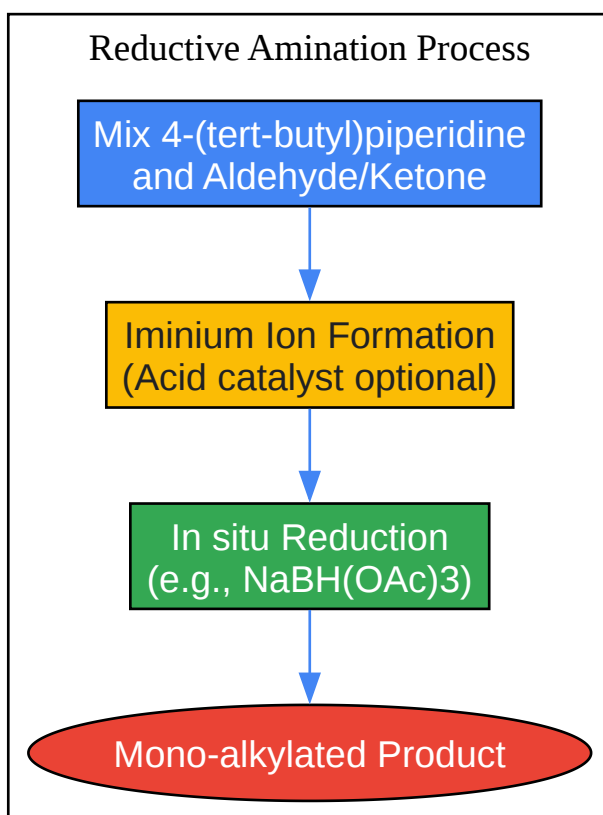 Reductive Amination Process
Mix 4-(tert-butyl)piperidine
and Aldehyde/Ketone
Iminium Ion Formation
(Acid catalyst optional)
In situ Reduction
(e.g., NaBH(OAc)3)
Mono-alkylated Product